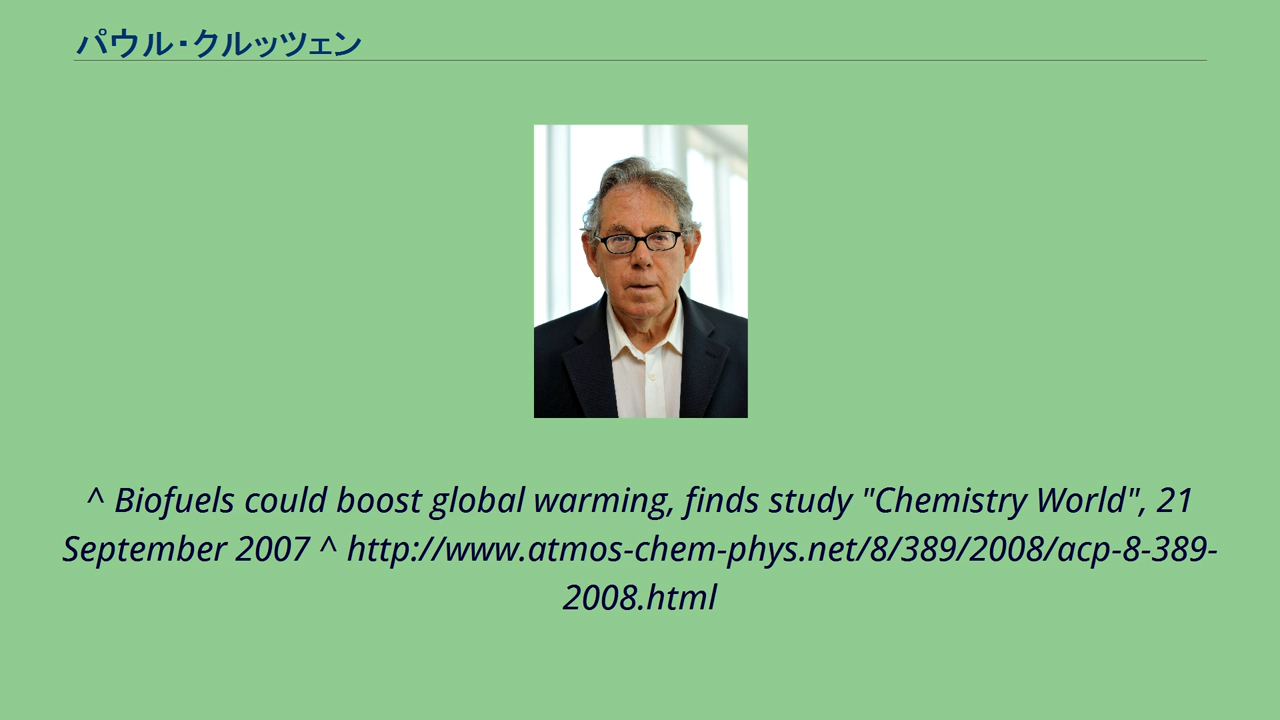 パウル・クルッツェン
^ Biofuels could boost global warming, finds study "Chemistry World", 21
September 2007 ^ http://www.atmos-chem-phys.net/8/389/2008/acp-8-389-
2008.html